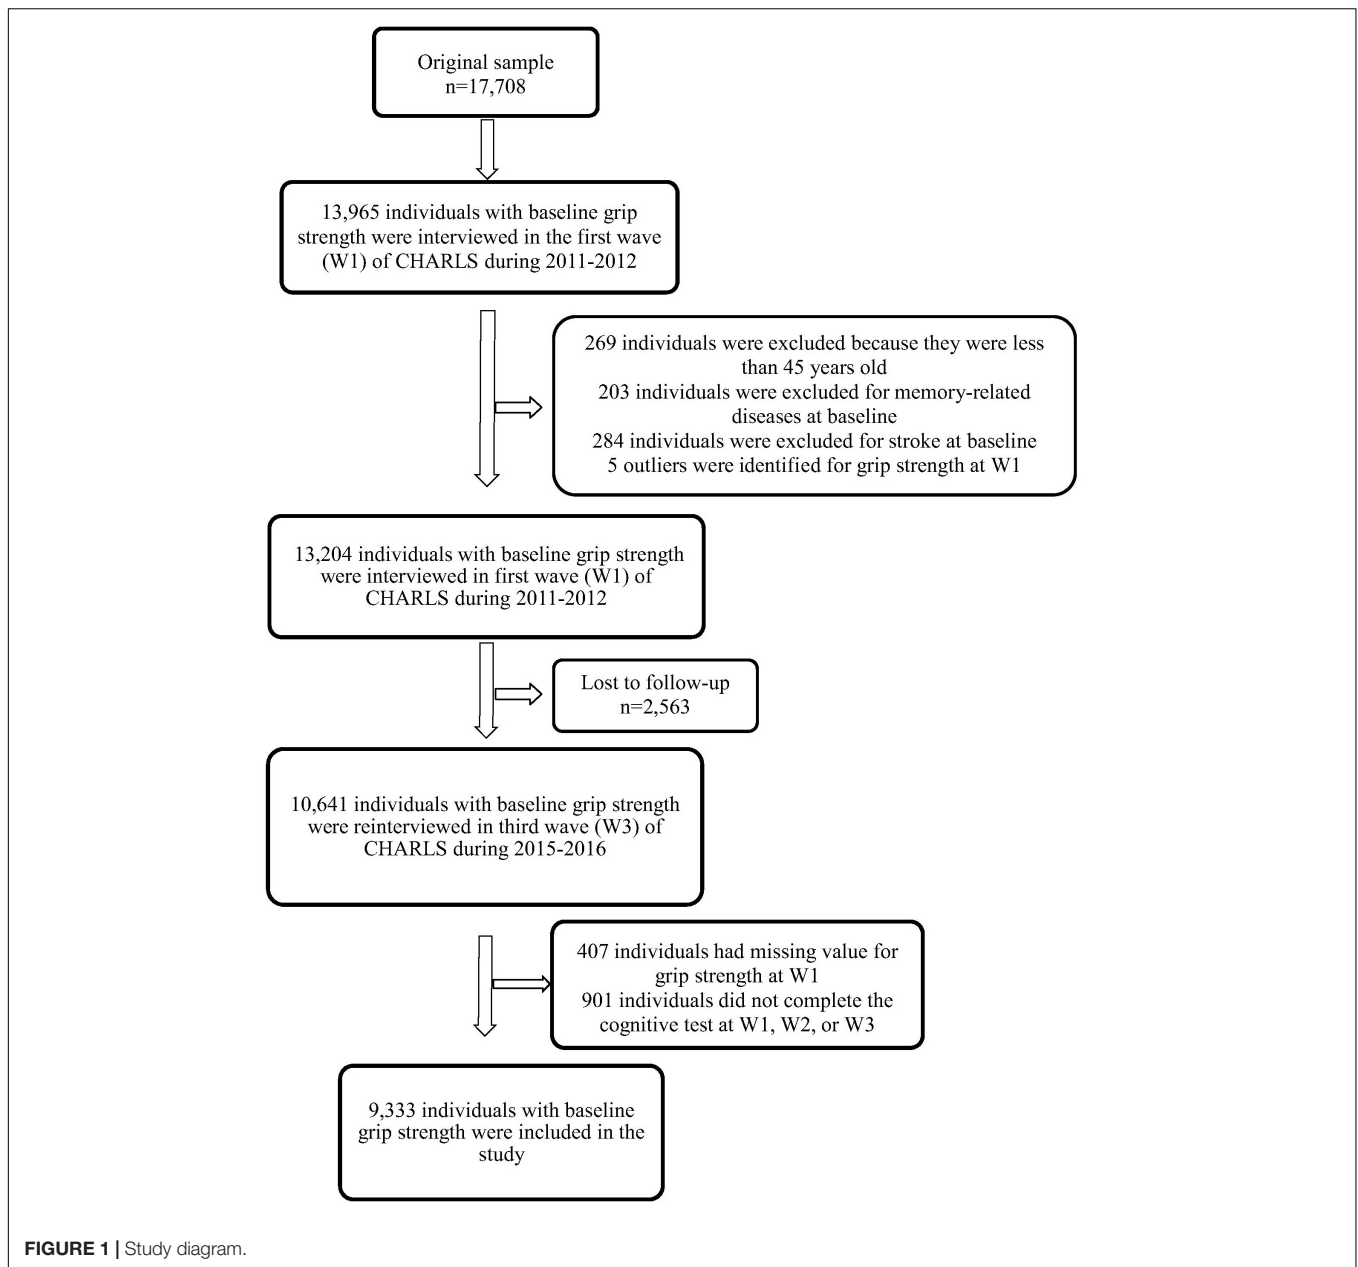 Original sample
n=17,708
13,965 individuals with baseline grip
strength were interviewed in the first wave
(W1) of CHARLS during 2011-2012
269 individuals were excluded because they were less
than 45 years old
203 individuals were excluded for memory-related
diseases at baseline
284 individuals were excluded for stroke at baseline
5 outliers were identified for grip strength at W1
13,204 individuals with baseline grip strength
were interviewed in first wave (W1) of
CHARLS during 2011-2012
Lost to follow-up
n=2,563
10,641 individuals with baseline grip strength
were reinterviewed in third wave (W3) of
CHARLS during 2015-2016
407 individuals had missing value for
grip strength at W1
901 individuals did not complete the
cognitive test at W1, W2, or W3
9,333 individuals with baseline
grip strength were included in the
study
FIGURE 1 | Study diagram.